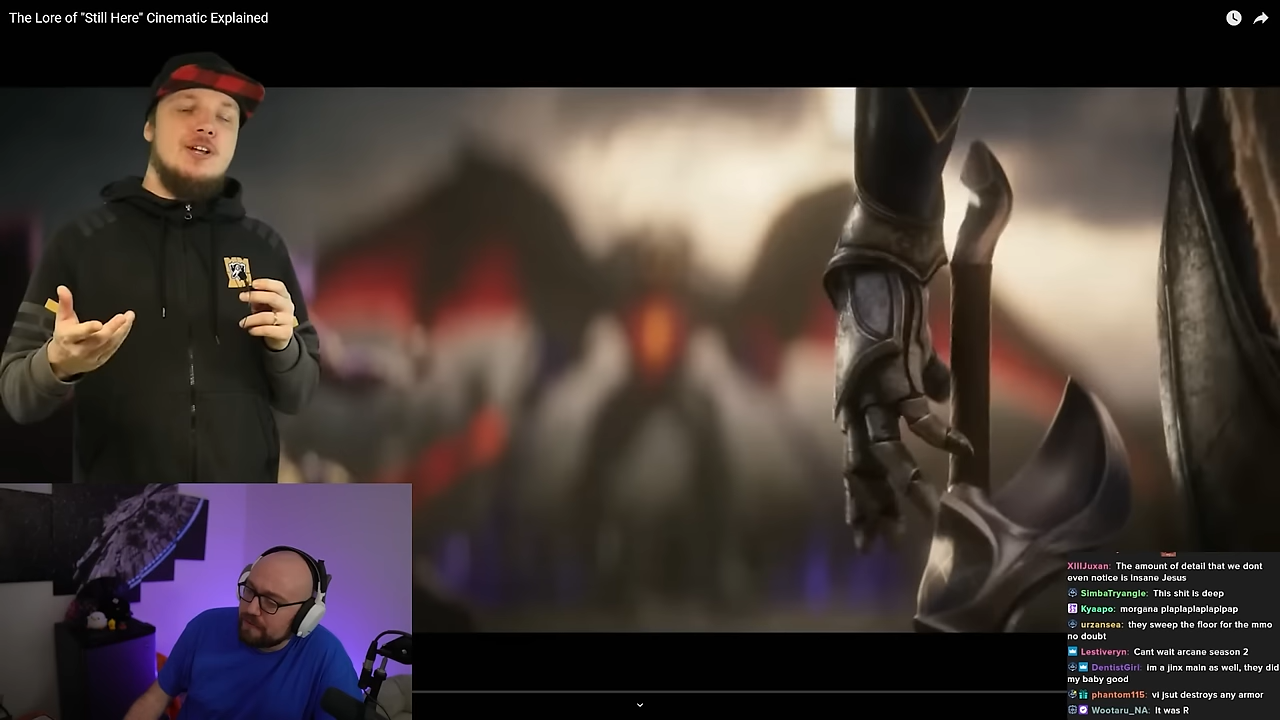 The Lore of "Still Here" Cinematic Explained
XIIIJuxan: The amount of detail that we dont
even notice is insane Jesus
SimbaTryangle: This shit is deep
Kyaapo: morgana plaplaplaplaplpap
urzansea: they sweep the floor for the mmo
no doubt
Lestiveryn: Cant wait arcane season 2
DentistGirl: im a jinx main as well, they did
my baby good
phantom115: vi jsut destroys any armor
Wootaru_NA: It was R